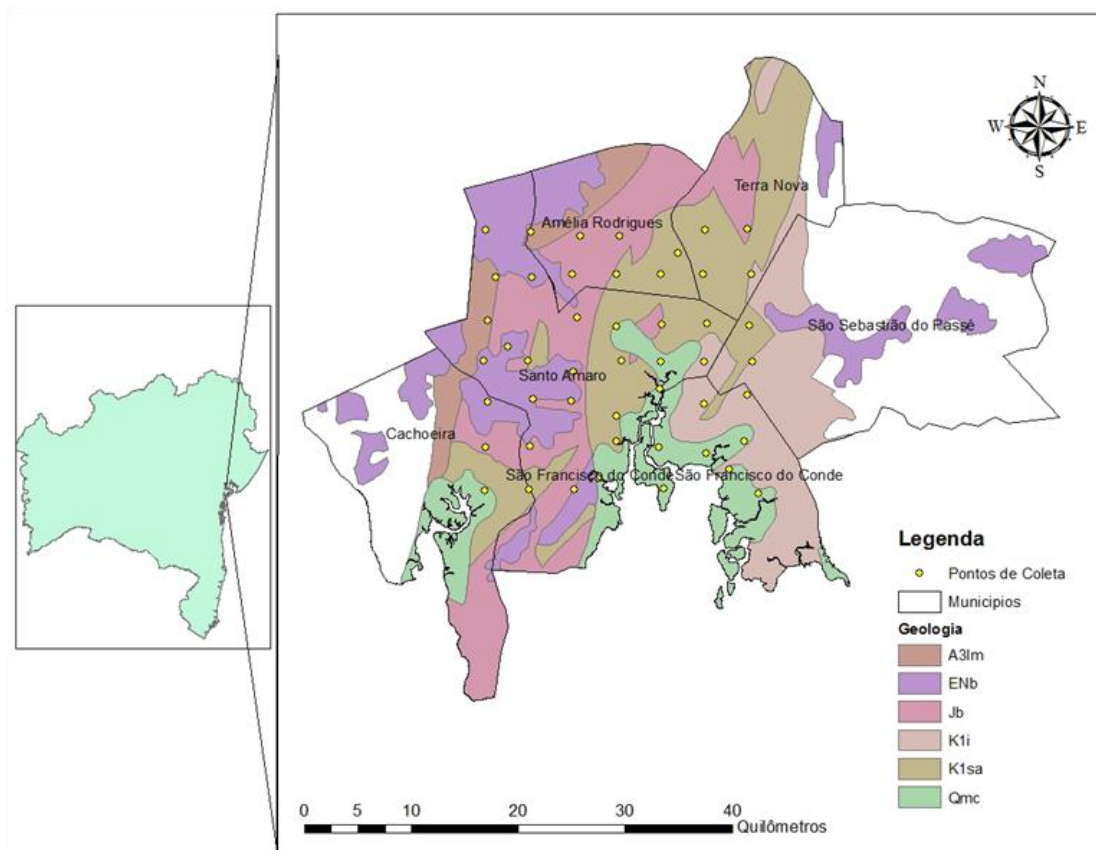 N
W E
S
Terra Nova
Amélia Rodrigues
São Sebastião do Passé
Santo Amaro
Cachoeira
São Francisco do Conde
São Francisco do Conde
Legenda
Pontos de Coleta
Municipios
Geologia
A3lm
ENb
Jb
K1i
K1sa
Qmc
0 5 10 20 30 40
Quilômetros